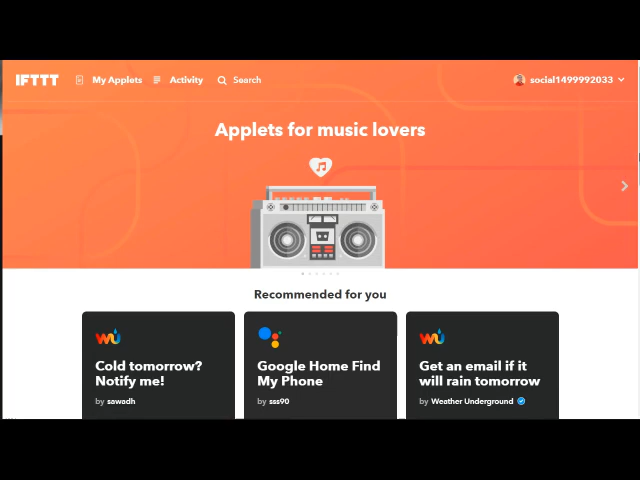 IFTTT My Applets Activity Search social1499992033
Applets for music lovers
Recommended for you
Cold tomorrow?
Notify me!
by sawadh
Google Home Find
My Phone
by sss90
Get an email if it
will rain tomorrow
by Weather Underground